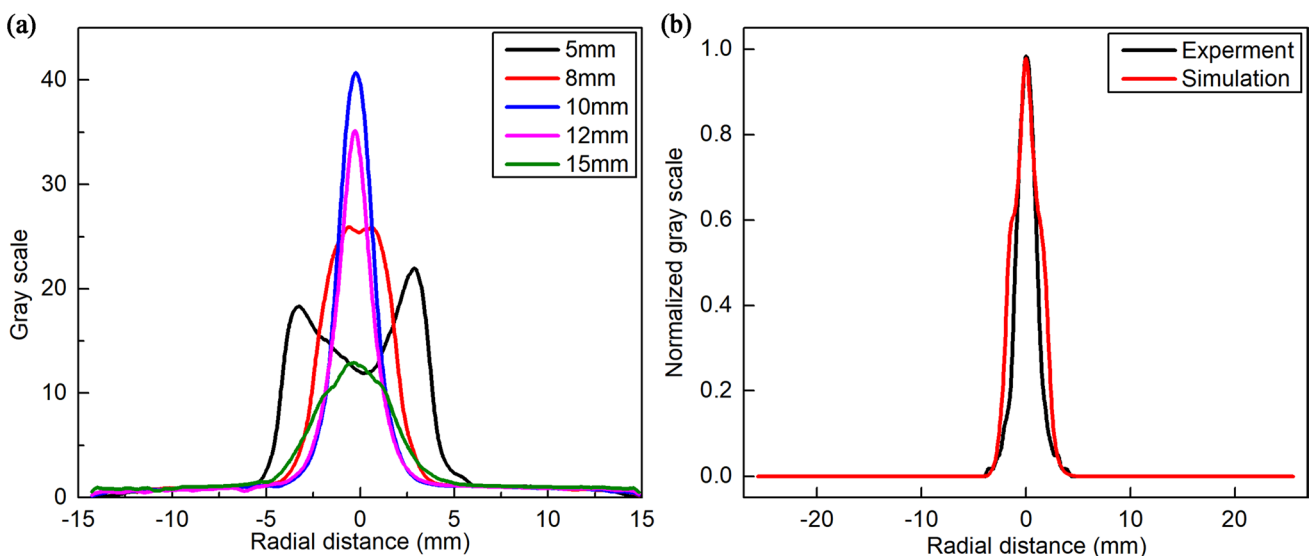 (a)
5mm
8mm
10mm
12mm
15mm
40
30
20
10
0
Gray scale
-15
-10
-5
0
5
10
15
Radial distance (mm)
(b)
Experment
Simulation
1.0
0.8
0.6
0.4
0.2
0.0
Normalized gray scale
-20
-10
0
10
20
Radial distance (mm)